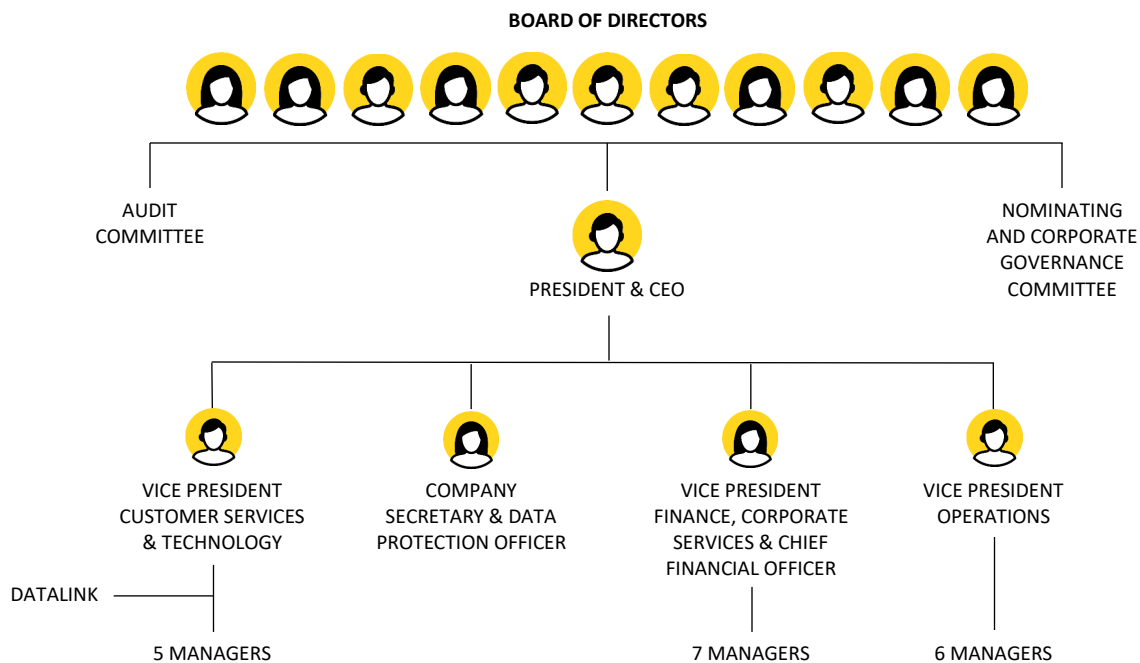 BOARD OF DIRECTORS
AUDIT
COMMITTEE
PRESIDENT & CEO
NOMINATING
AND CORPORATE
GOVERNANCE
COMMITTEE
VICE PRESIDENT
CUSTOMER SERVICES
& TECHNOLOGY
COMPANY
SECRETARY & DATA
PROTECTION OFFICER
VICE PRESIDENT
FINANCE, CORPORATE
SERVICES & CHIEF
FINANCIAL OFFICER
VICE PRESIDENT
OPERATIONS
DATALINK
5 MANAGERS
7 MANAGERS
6 MANAGERS